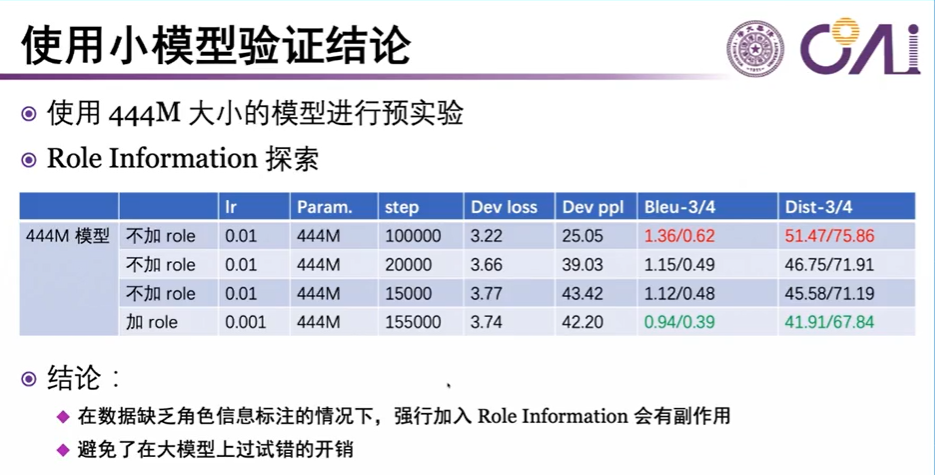 使用小模型验证结论
COAI
使用 444M 大小的模型进行预实验
Role Information 探索
lr Param. step Dev loss Dev ppl Bleu-3/4 Dist-3/4
444M 模型 不加 role 0.01 444M 100000 3.22 25.05 1.36/0.62 51.47/75.86
不加 role 0.01 444M 20000 3.66 39.03 1.15/0.49 46.75/71.91
不加 role 0.01 444M 15000 3.77 43.42 1.12/0.48 45.58/71.19
加 role 0.001 444M 155000 3.74 42.20 0.94/0.39 41.91/67.84
结论：
在数据缺乏角色信息标注的情况下，强行加入 Role Information 会有副作用
避免了在大模型上过试错的开销